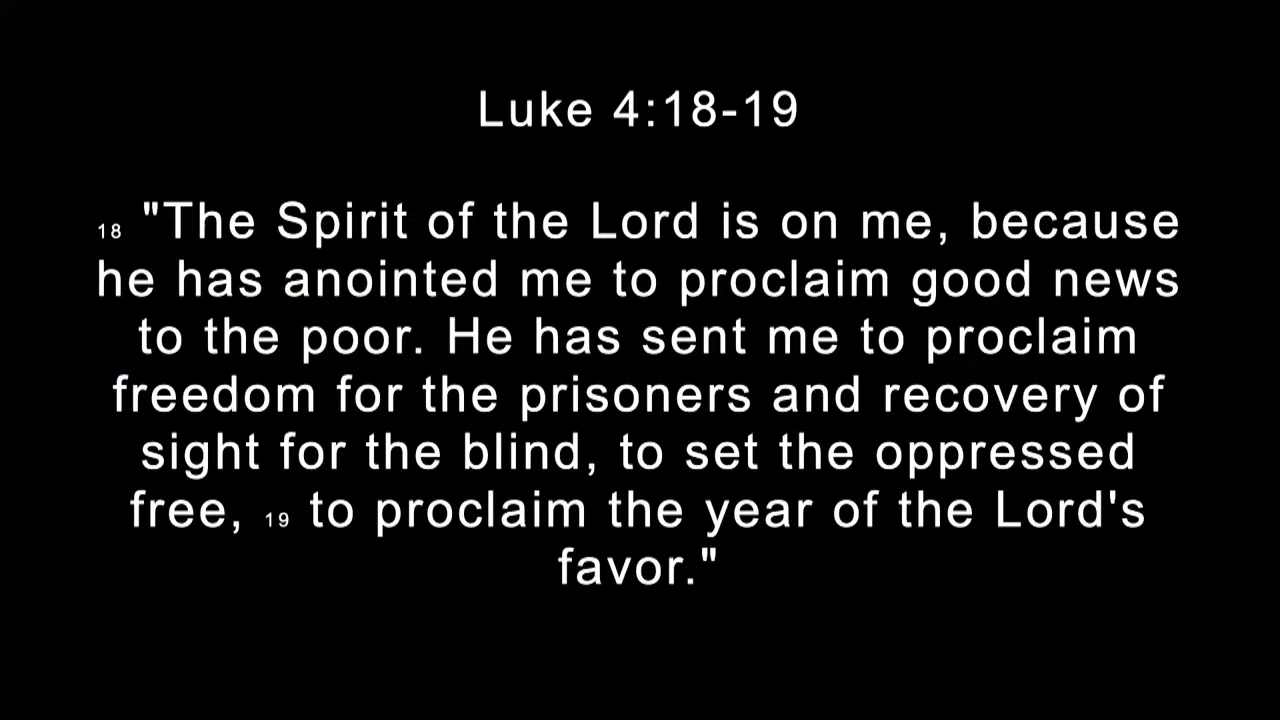 Luke 4:18-19
18 "The Spirit of the Lord is on me, because
he has anointed me to proclaim good news
to the poor. He has sent me to proclaim
freedom for the prisoners and recovery of
sight for the blind, to set the oppressed
free, 19 to proclaim the year of the Lord's
favor."